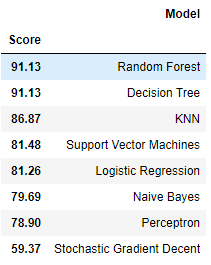 Model
Score
91.13 Random Forest
91.13 Decision Tree
86.87 KNN
81.48 Support Vector Machines
81.26 Logistic Regression
79.69 Naive Bayes
78.90 Perceptron
59.37 Stochastic Gradient Decent